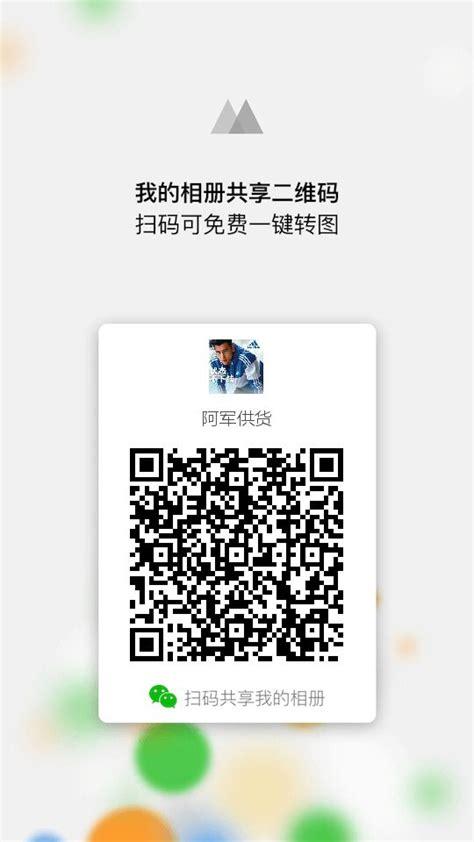 我的相册共享二维码
扫码可免费一键转图
阿军供货
扫码共享我的相册